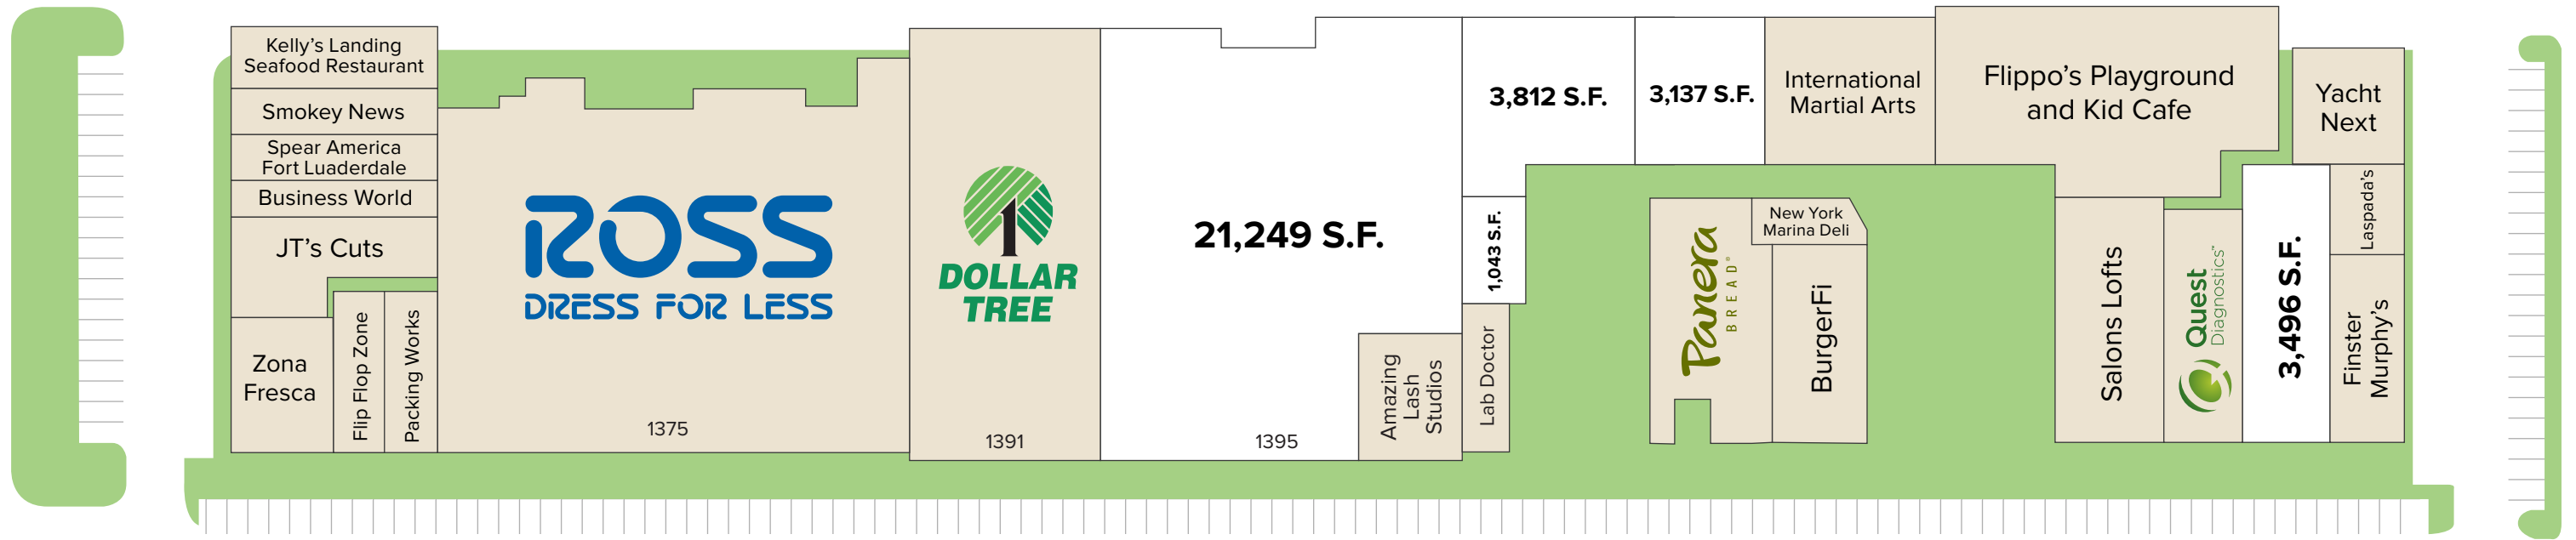 Kelly's Landing
Seafood Restaurant
Smokey News
Spear America
Fort Luaderdale
Business World
JT's Cuts
Zona
Fresca
Flip Flop Zone
Packing Works
ROSS
DRESS FOR LESS
1375
1
DOLLAR
TREE
1391
21,249 S.F.
1395
Amazing
Lash
Studios
3,812 S.F.
1,043 S.F.
Lab Doctor
3,137 S.F.
International
Martial Arts
Flippo's Playground
and Kid Cafe
Panera
BREAD®
New York
Marina Deli
BurgerFi
Salons Lofts
Quest
Diagnostics™
3,496 S.F.
Yacht
Next
Laspada's
Finster
Murphy's